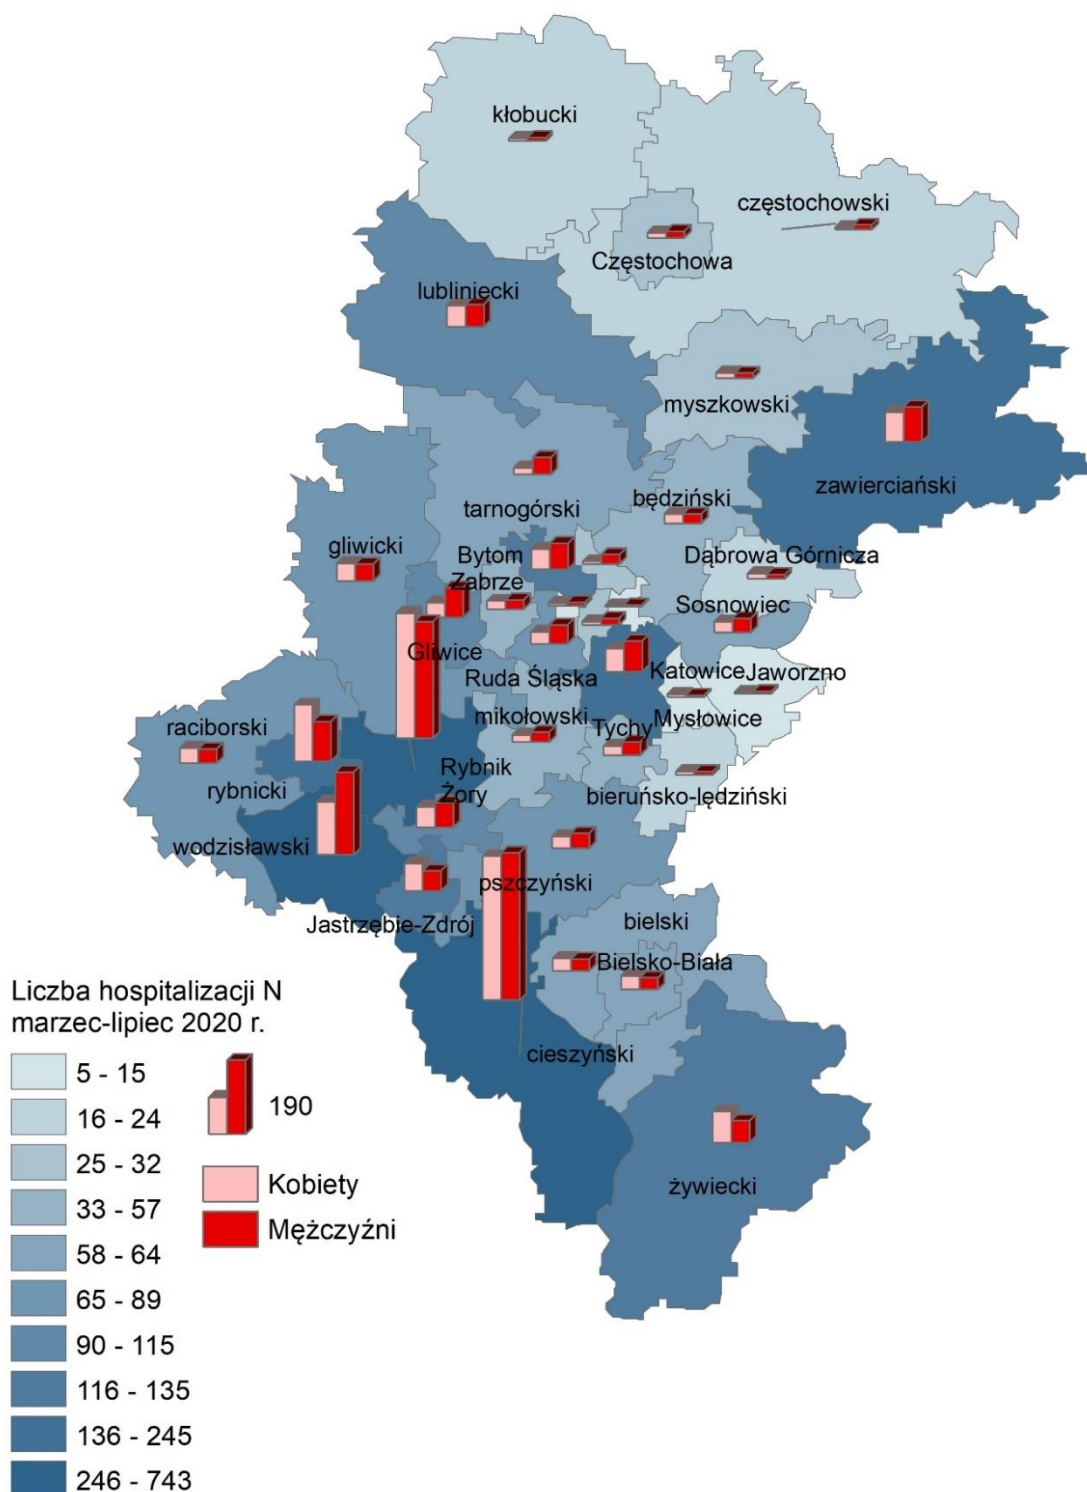 kłobucki
częstochowski
Częstochowa
lubliniecki
myszkowski
zawierciański
będziński
tarnogórski
gliwicki
Bytom
Dąbrowa Górnicza
Zabrze
Sosnowiec
Gliwice
Ruda Śląska
Katowice
Jaworzno
Mysłowice
mikołowski
raciborski
Tychy
Rybnik
bieruńsko-lędziński
rybnicki
Żory
wodzisławski
pszczyński
Jastrzębie-Zdrój
bielski
Bielsko-Biała
cieszyński
żywiecki
Liczba hospitalizacji N
marzec-lipiec 2020 r.
5 - 15
16 - 24
25 - 32
33 - 57
58 - 64
65 - 89
90 - 115
116 - 135
136 - 245
246 - 743
190
Kobiety
Mężczyźni